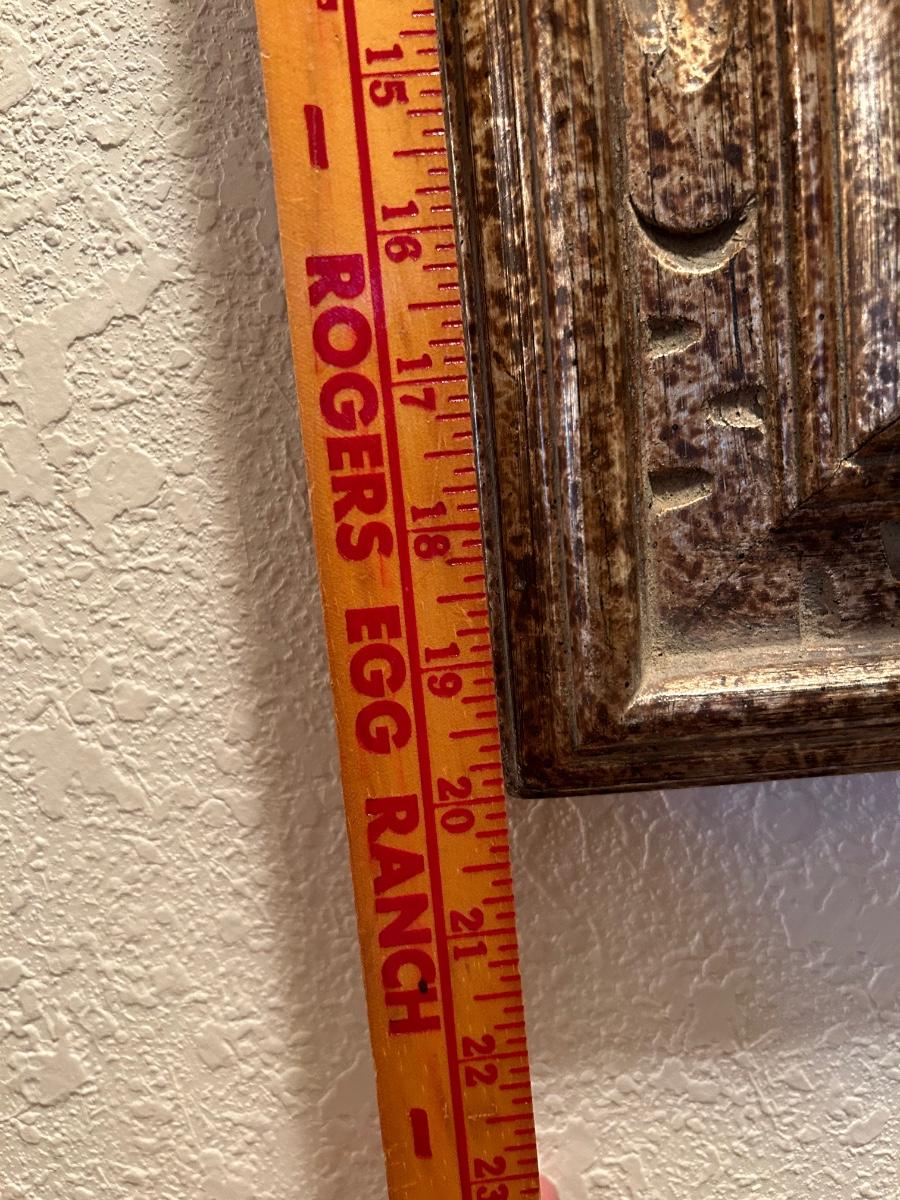 - ROGERS EGG RANCH -
15 16 17 18 19 20 21 22 23